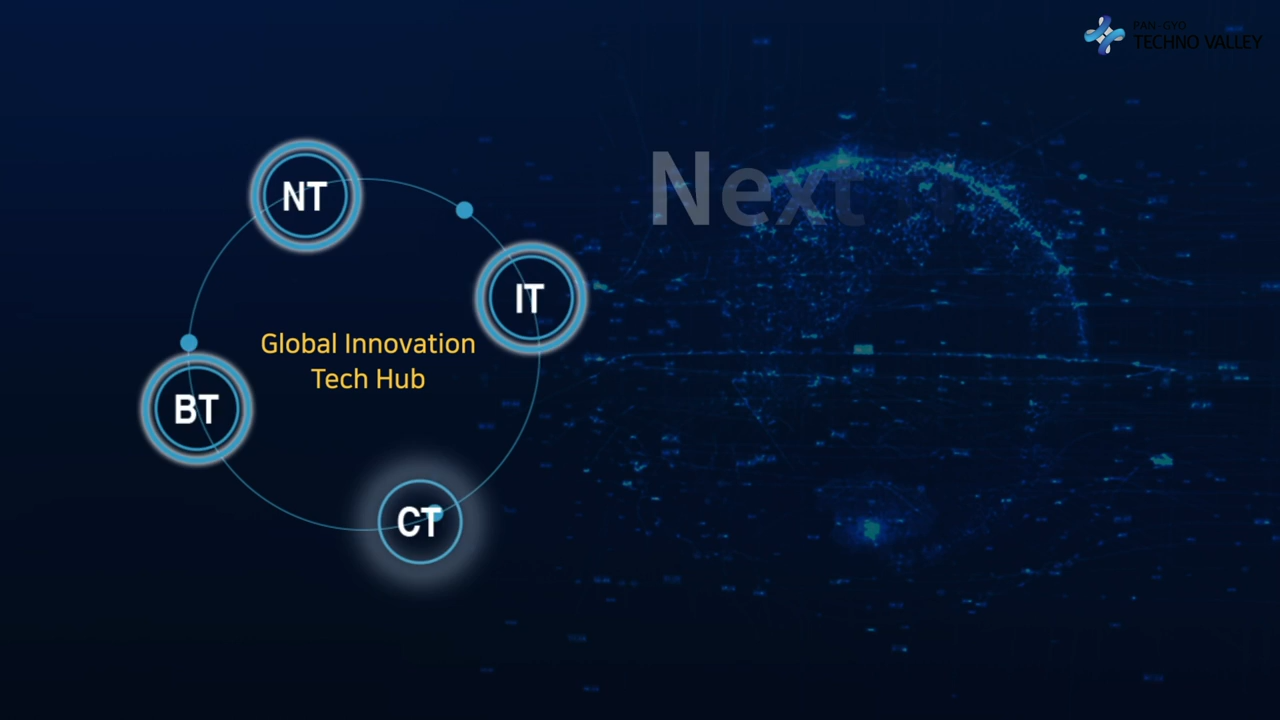 PAN-GYO
TECHNO VALLEY
Next
NT
IT
Global Innovation
Tech Hub
BT
CT